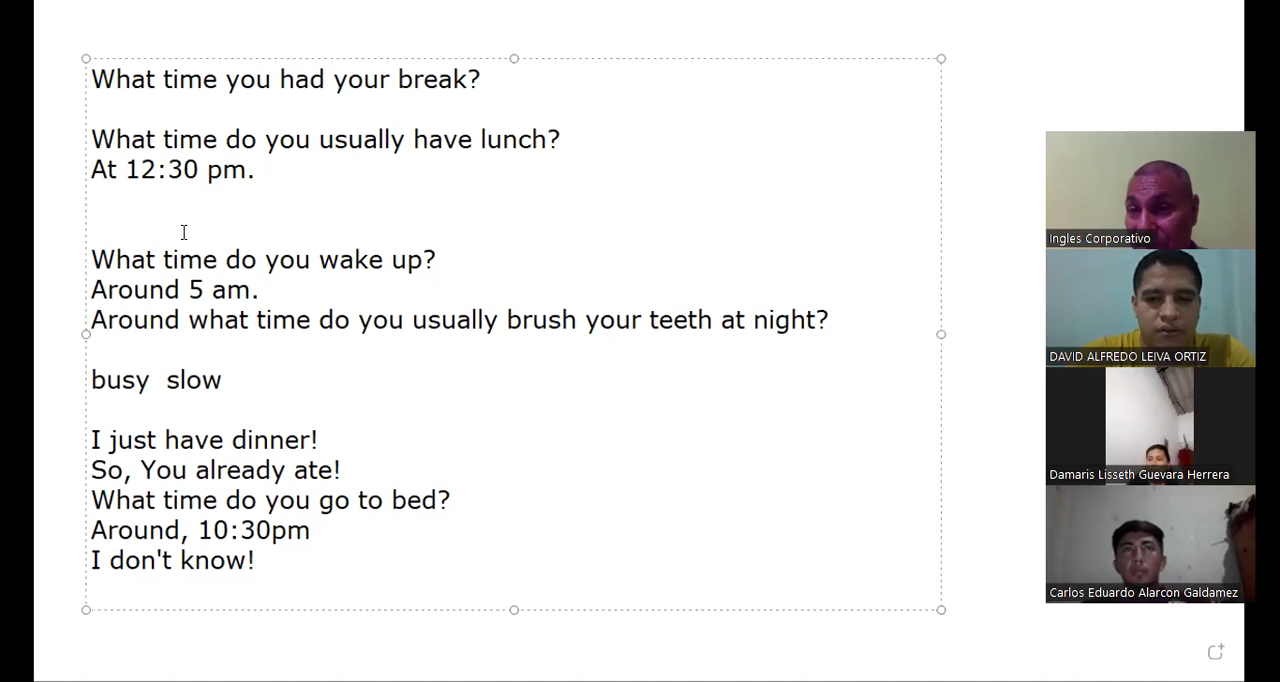 What time you had your break?
What time do you usually have lunch?
At 12:30 pm.
What time do you wake up?
Around 5 am.
Around what time do you usually brush your teeth at night?
busy  slow
I just have dinner!
So, You already ate!
What time do you go to bed?
Around, 10:30pm
I don't know!
Ingles Corporativo
DAVID ALFREDO LEIVA ORTIZ
Damaris Lisseth Guevara Herrera
Carlos Eduardo Alarcon Galdamez